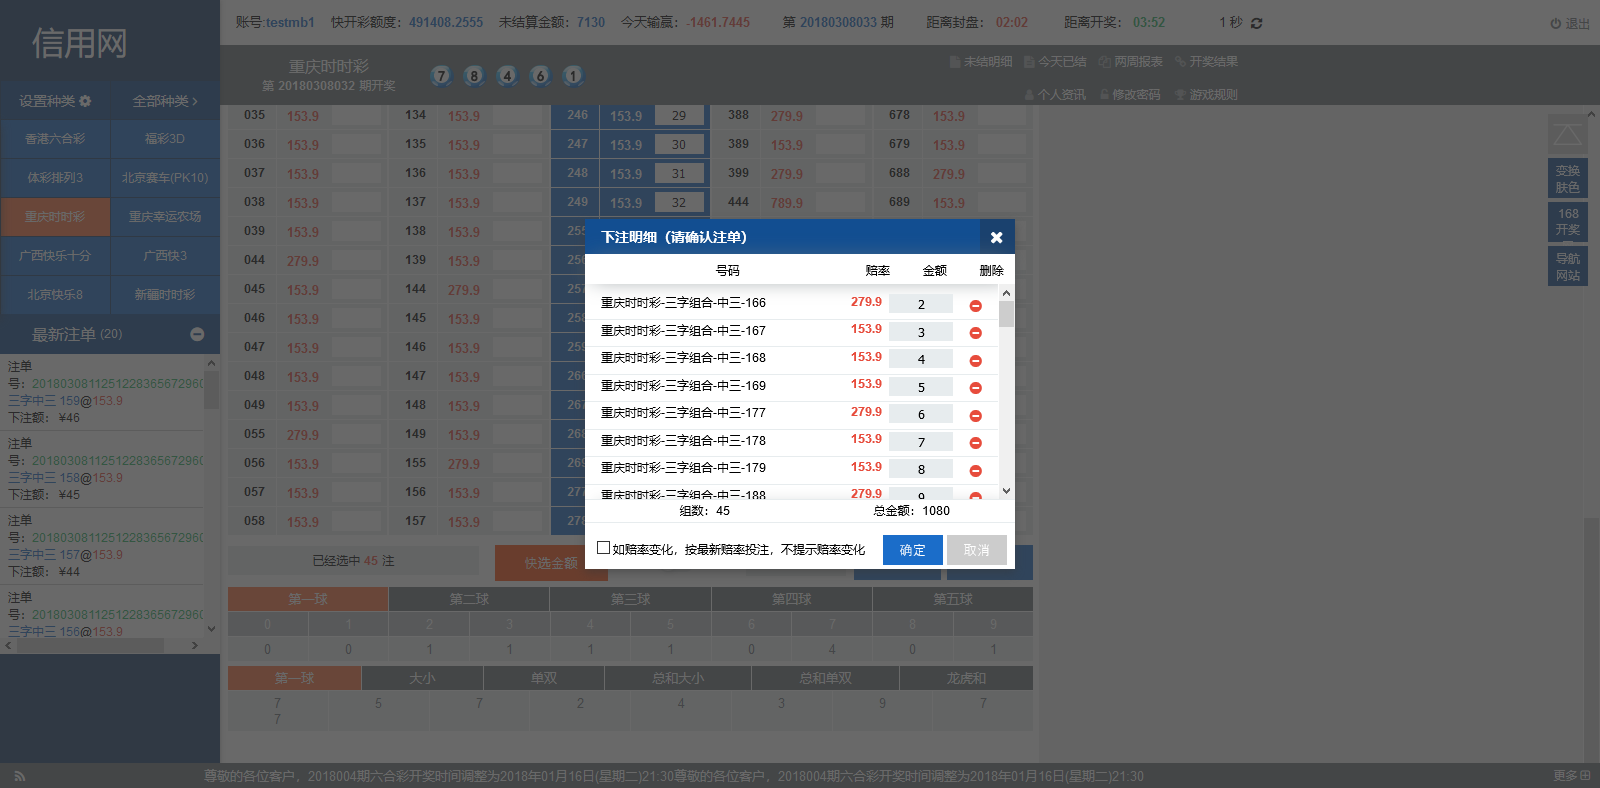 信用网
账号:testmb1 快开彩额度：491408.2555 未结算金额：7130 今天输赢：-1461.7445 第 20180308033 期 距离封盘：02:02 距离开奖：03:52 1 秒 退出
重庆时时彩
第 20180308032 期开奖
7 8 4 6 1
未结明细 今天已结 两周报表 开奖结果
个人资讯 修改密码 游戏规则
设置种类 全部种类
香港六合彩 福彩3D
体彩排列3 北京赛车(PK10)
重庆时时彩 重庆幸运农场
广西快乐十分 广西快3
北京快乐8 新疆时时彩
最新注单 (20)
注单
号：2018030811251228365672960
三字中三 159@153.9
下注额： ¥46
注单
号：2018030811251228365672960
三字中三 158@153.9
下注额： ¥45
注单
号：2018030811251228365672960
三字中三 157@153.9
下注额： ¥44
注单
号：2018030811251228365672960
三字中三 156@153.9
035 153.9 134 153.9 246 153.9 29 388 279.9 678 153.9
036 153.9 135 153.9 247 153.9 30 389 153.9 679 153.9
037 153.9 136 153.9 248 153.9 31 399 279.9 688 279.9
038 153.9 137 153.9 249 153.9 32 444 789.9 689 153.9
039 153.9 138 153.9
044 279.9 139 153.9
045 153.9 144 279.9
046 153.9 145 153.9
047 153.9 146 153.9
048 153.9 147 153.9
049 153.9 148 153.9
055 279.9 149 153.9
056 153.9 155 279.9
057 153.9 156 153.9
058 153.9 157 153.9
下注明细（请确认注单）
号码 赔率 金额 删除
重庆时时彩-三字组合-中三-166 279.9 2
重庆时时彩-三字组合-中三-167 153.9 3
重庆时时彩-三字组合-中三-168 153.9 4
重庆时时彩-三字组合-中三-169 153.9 5
重庆时时彩-三字组合-中三-177 279.9 6
重庆时时彩-三字组合-中三-178 153.9 7
重庆时时彩-三字组合-中三-179 153.9 8
重庆时时彩-三字组合-中三-188 279.9 9
组数：45 总金额：1080
如赔率变化，按最新赔率投注，不提示赔率变化 确定 取消
已经选中 45 注 快选金额
第一球 第二球 第三球 第四球 第五球
0 1 2 3 4 5 6 7 8 9
0 0 1 1 1 1 0 4 0 1
第一球 大小 单双 总和大小 总和单双 龙虎和
7 5 7 2 4 3 9 7
7
变换
肤色
168
开奖
导航
网站
尊敬的各位客户，2018004期六合彩开奖时间调整为2018年01月16日(星期二)21:30尊敬的各位客户，2018004期六合彩开奖时间调整为2018年01月16日(星期二)21:30 更多